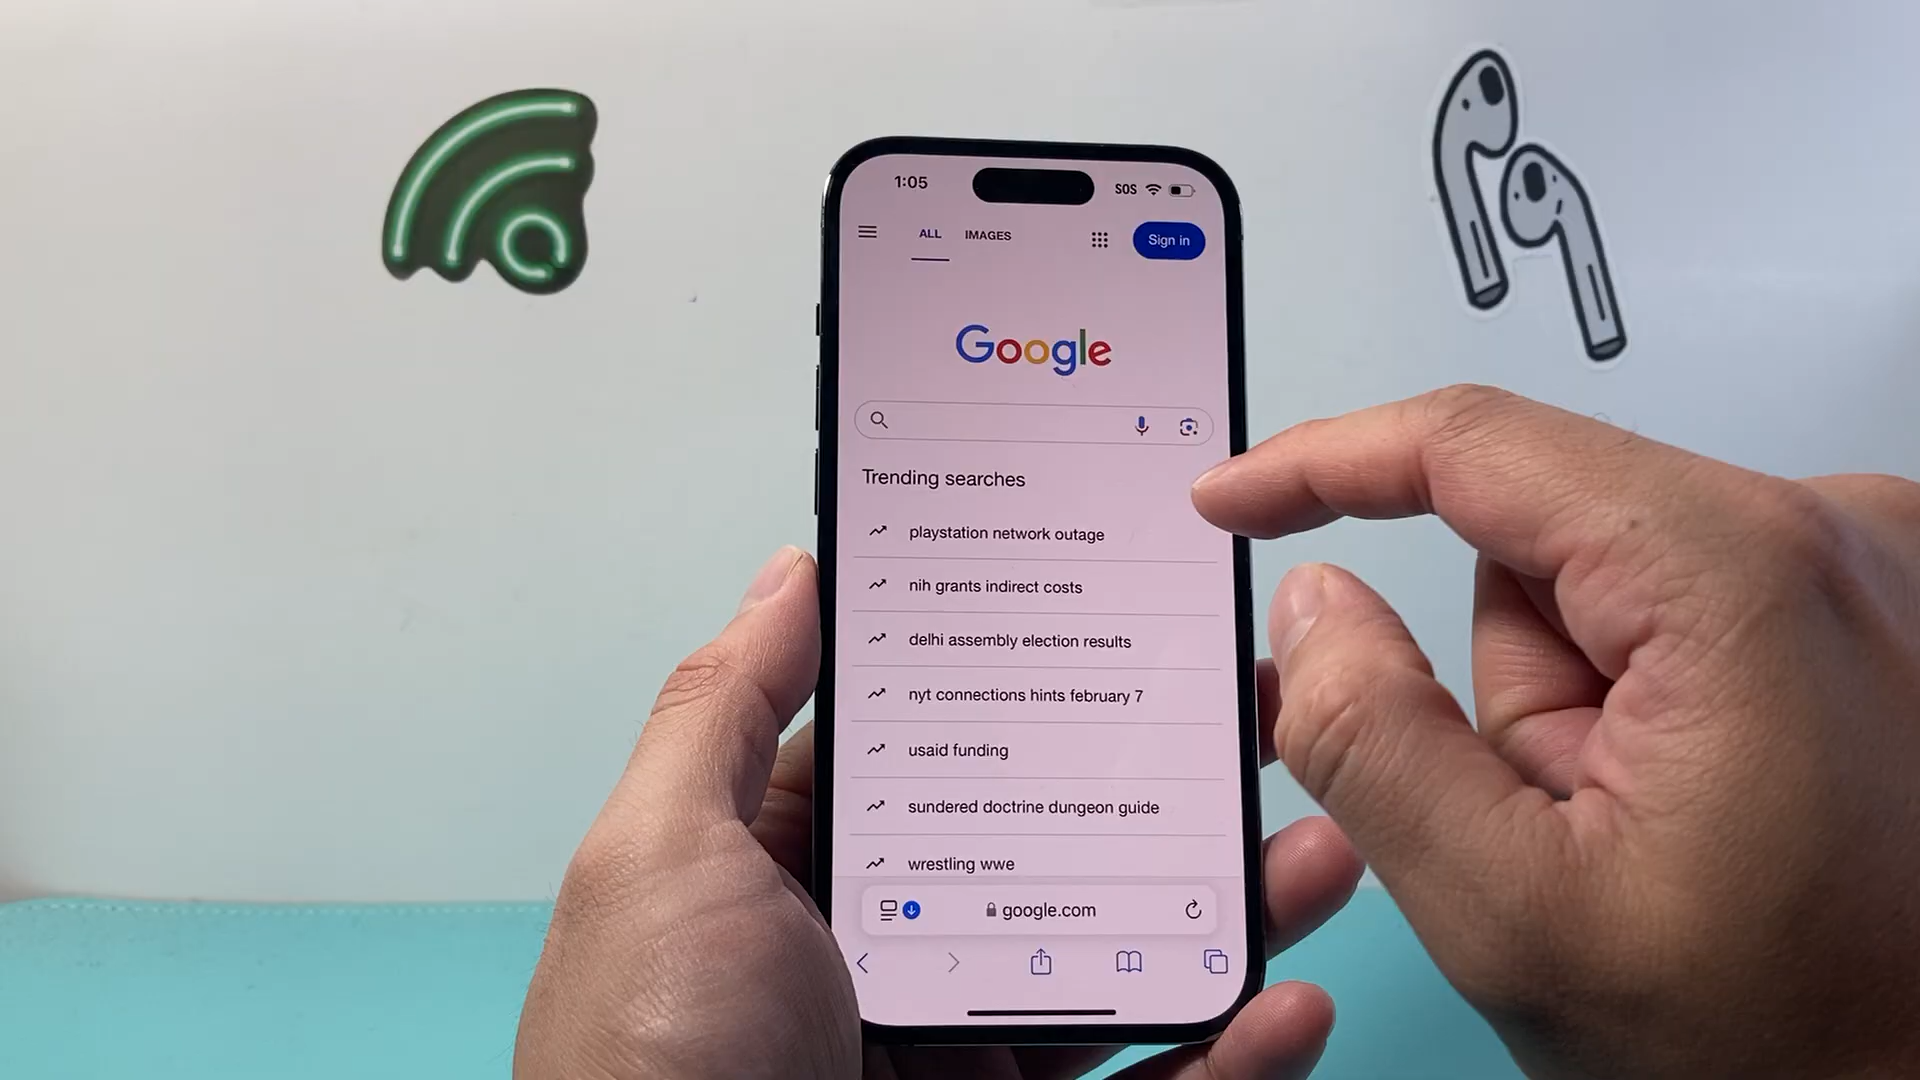 1:05
SOS
ALL IMAGES
Sign in
Google
Trending searches
playstation network outage
nih grants indirect costs
delhi assembly election results
nyt connections hints february 7
usaid funding
sundered doctrine dungeon guide
wrestling wwe
google.com